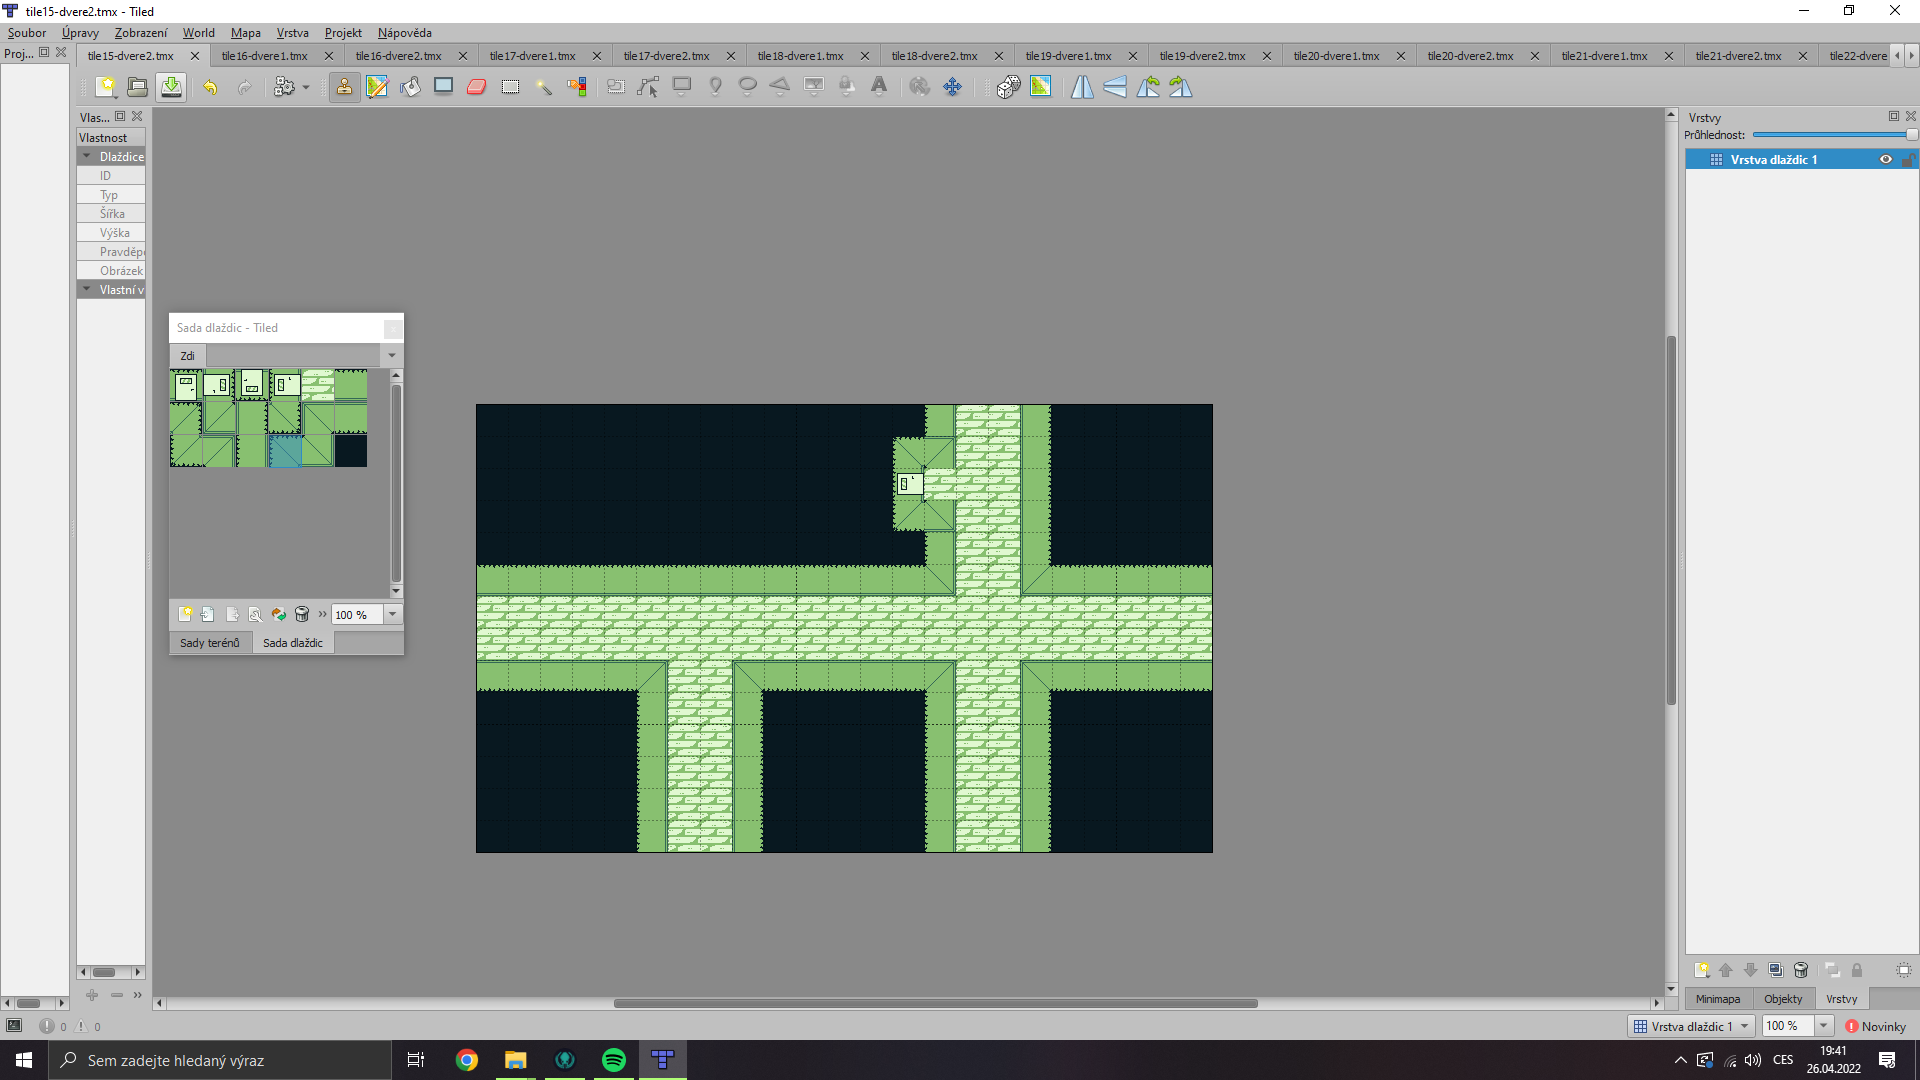 tile15-dvere2.tmx - Tiled
Soubor Úpravy Zobrazení World Mapa Vrstva Projekt Nápověda
Proj... tile15-dvere2.tmx tile16-dvere1.tmx tile16-dvere2.tmx tile17-dvere1.tmx tile17-dvere2.tmx tile18-dvere1.tmx tile18-dvere2.tmx tile19-dvere1.tmx tile19-dvere2.tmx tile20-dvere1.tmx tile20-dvere2.tmx tile21-dvere1.tmx tile21-dvere2.tmx tile22-dvere
Vlas...
Vlastnost
Dlaždice
ID
Typ
Šířka
Výška
Pravděpo
Obrázek
Vlastní v
Sada dlaždic - Tiled
Zdi
100 %
Sady terénů Sada dlaždic
Vrstvy
Průhlednost:
Vrstva dlaždic 1
Minimapa Objekty Vrstvy
0 0
Vrstva dlaždic 1 100 % Novinky
Sem zadejte hledaný výraz
CES
19:41
26.04.2022